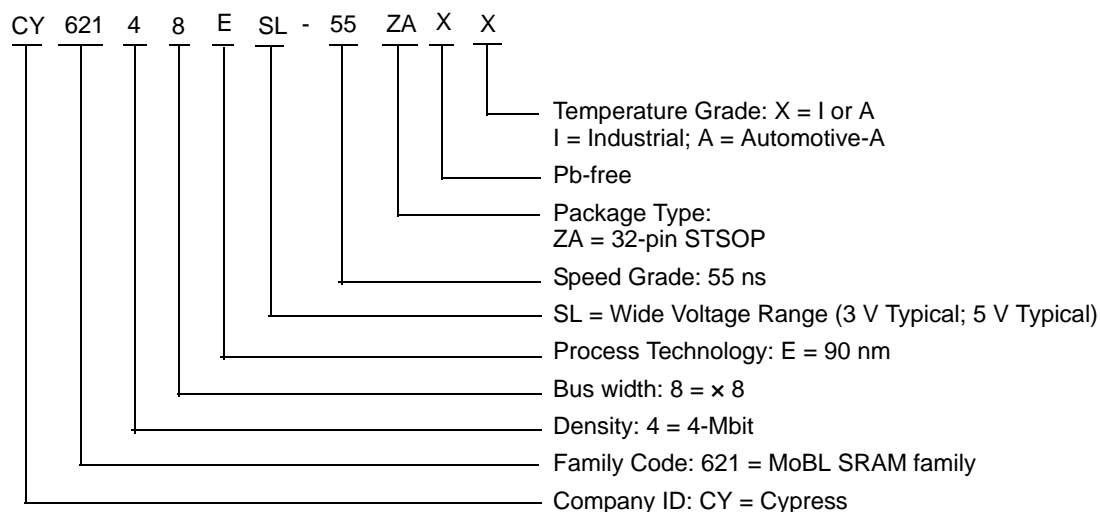 CY 621 4 8 E SL - 55 ZA X X
Temperature Grade: X = I or A
I = Industrial; A = Automotive-A
Pb-free
Package Type:
ZA = 32-pin STSOP
Speed Grade: 55 ns
SL = Wide Voltage Range (3 V Typical; 5 V Typical)
Process Technology: E = 90 nm
Bus width: 8 = × 8
Density: 4 = 4-Mbit
Family Code: 621 = MoBL SRAM family
Company ID: CY = Cypress